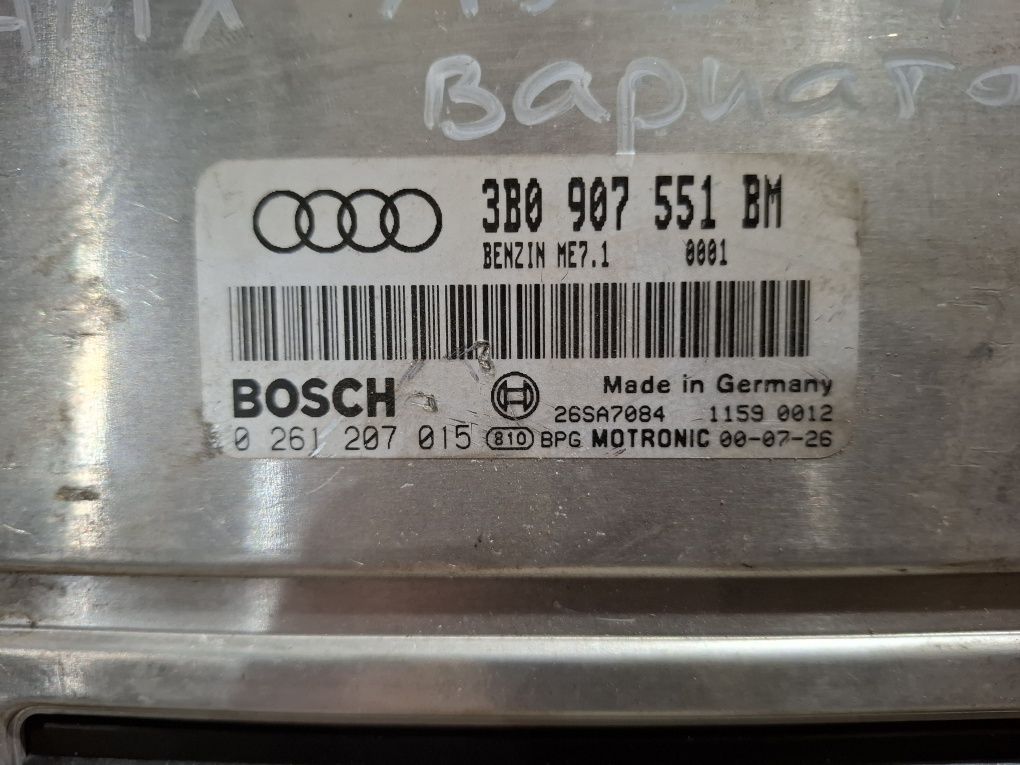 Вариато
3B0 907 551 BM
BENZIN ME7.1 0001
BOSCH
Made in Germany
26SA7084 1159 0012
0 261 207 015 810 BPG MOTRONIC 00-07-26